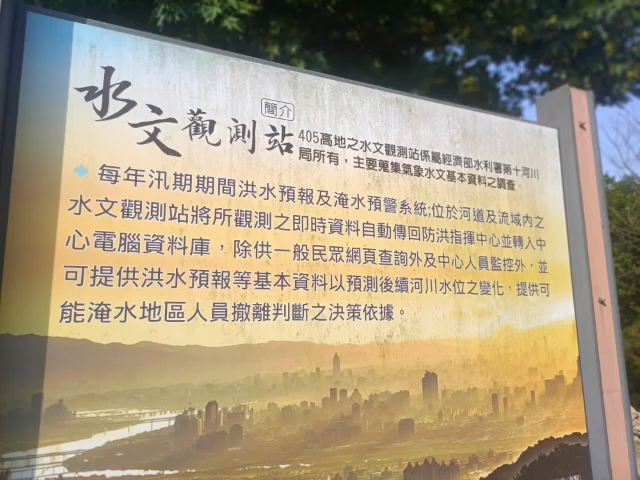 水文觀測站
簡介
405高地之水文觀測站係屬經濟部水利署第十河川
局所有，主要蒐集氣象水文基本資料之調查。
每年汛期期間洪水預報及淹水預警系統;位於河道及流域內之
水文觀測站將所觀測之即時資料自動傳回防洪指揮中心並轉入中
心電腦資料庫，除供一般民眾網頁查詢外及中心人員監控外，並
可提供洪水預報等基本資料以預測後續河川水位之變化，提供可
能淹水地區人員撤離判斷之決策依據。